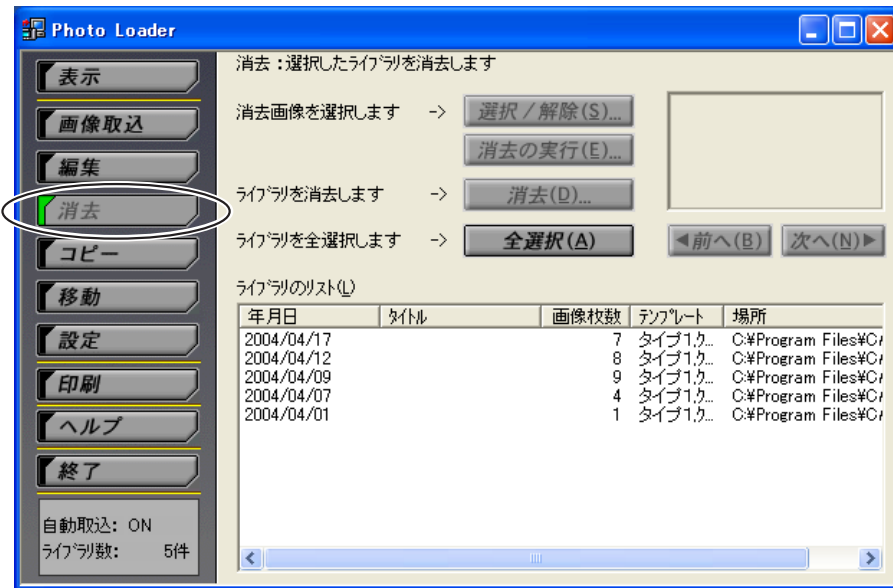 Photo Loader
表示
画像取込
編集
消去
コピー
移動
設定
印刷
ヘルプ
終了
自動取込: ON
ﾗｲﾌﾞﾗﾘ数: 5件
消去：選択したﾗｲﾌﾞﾗﾘを消去します
消去画像を選択します -> 選択 / 解除(S)...
消去の実行(E)...
ﾗｲﾌﾞﾗﾘを消去します -> 消去(D)...
ﾗｲﾌﾞﾗﾘを全選択します -> 全選択(A) ◀前へ(B) 次へ(N)▶
ﾗｲﾌﾞﾗﾘのﾘｽﾄ(L)
年月日 ﾀｲﾄﾙ 画像枚数 ﾃﾝﾌﾟﾚｰﾄ 場所
2004/04/17 7 タイプ1,ｸ... C:¥Program Files¥CA
2004/04/12 8 タイプ1,ｸ... C:¥Program Files¥CA
2004/04/09 9 タイプ1,ｸ... C:¥Program Files¥CA
2004/04/07 4 タイプ1,ｸ... C:¥Program Files¥CA
2004/04/01 1 タイプ1,ｸ... C:¥Program Files¥CA